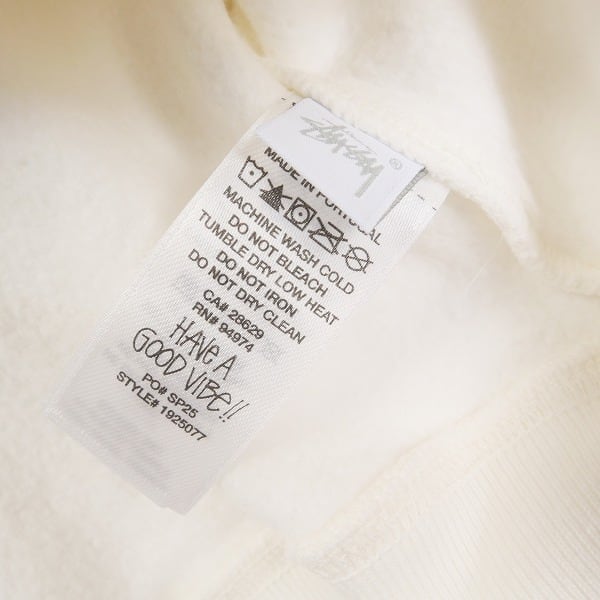 Stüssy
®
MADE IN PORTUGAL
MACHINE WASH COLD
DO NOT BLEACH
TUMBLE DRY LOW HEAT
DO NOT IRON
DO NOT DRY CLEAN
CA# 28629
RN# 94974
HAVE A
GOOD VIBE!!
PO# SP25
STYLE# 1925077